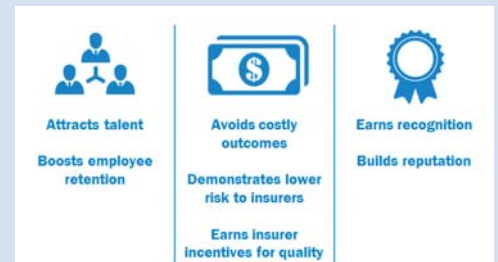 Attracts talent
Boosts employee
retention
$
Avoids costly
outcomes
Demonstrates lower
risk to insurers
Earns insurer
incentives for quality
Earns recognition
Builds reputation